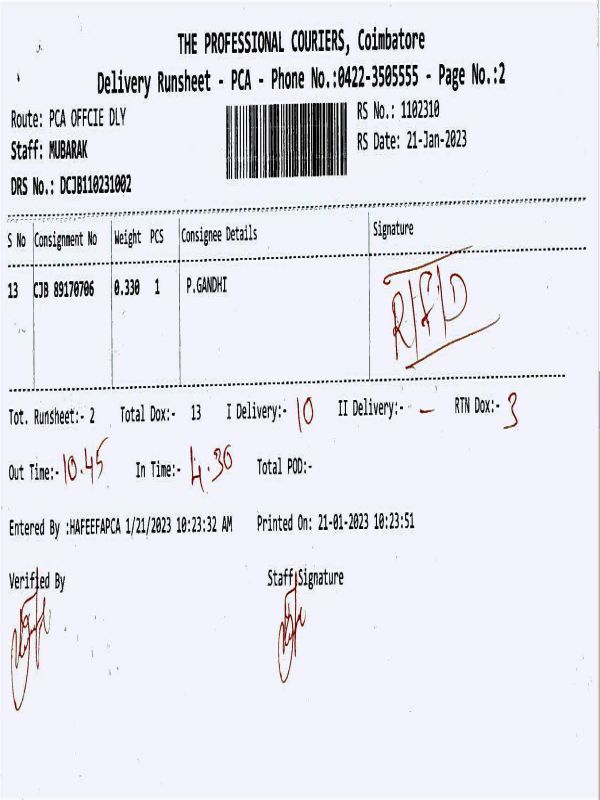 THE PROFESSIONAL COURIERS, Coimbatore
Delivery Runsheet - PCA - Phone No.:0422-3505555 - Page No.:2
Route: PCA OFFCIE DLY
RS No.: 1102310
Staff: MUBARAK
RS Date: 21-Jan-2023
DRS No.: DCJB110231002
S No Consignment No Weight PCS Consignee Details Signature
13 CJB 89170706 0.330 1 P.GANDHI R/F/D
Tot. Runsheet:- 2 Total Dox:- 13 I Delivery:- 10 II Delivery:- — RTN Dox:- 3
Out Time:- 10.45 In Time:- 4.30 Total POD:-
Entered By :HAFEEFAPCA 1/21/2023 10:23:32 AM Printed On: 21-01-2023 10:23:51
Verified By Staff Signature